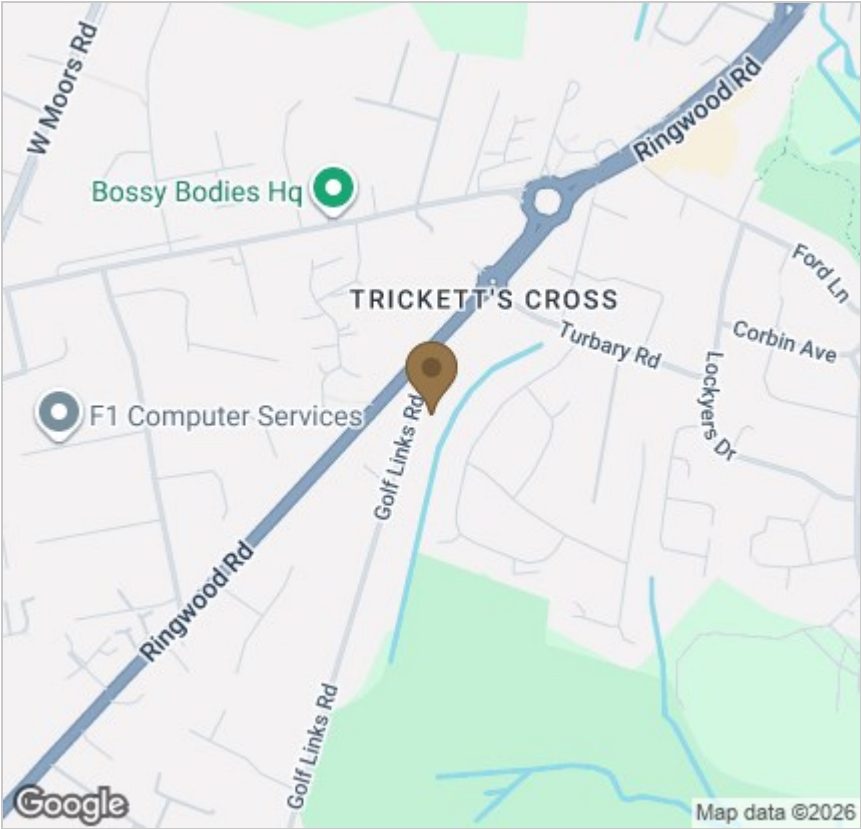 W Moors Rd
Ringwood Rd
Bossy Bodies Hq
Ford Ln
TRICKETT'S CROSS
Turbary Rd
Corbin Ave
Lockyers Dr
F1 Computer Services
Golf Links Rd
Ringwood Rd
Golf Links Rd
Google
Map data ©2026